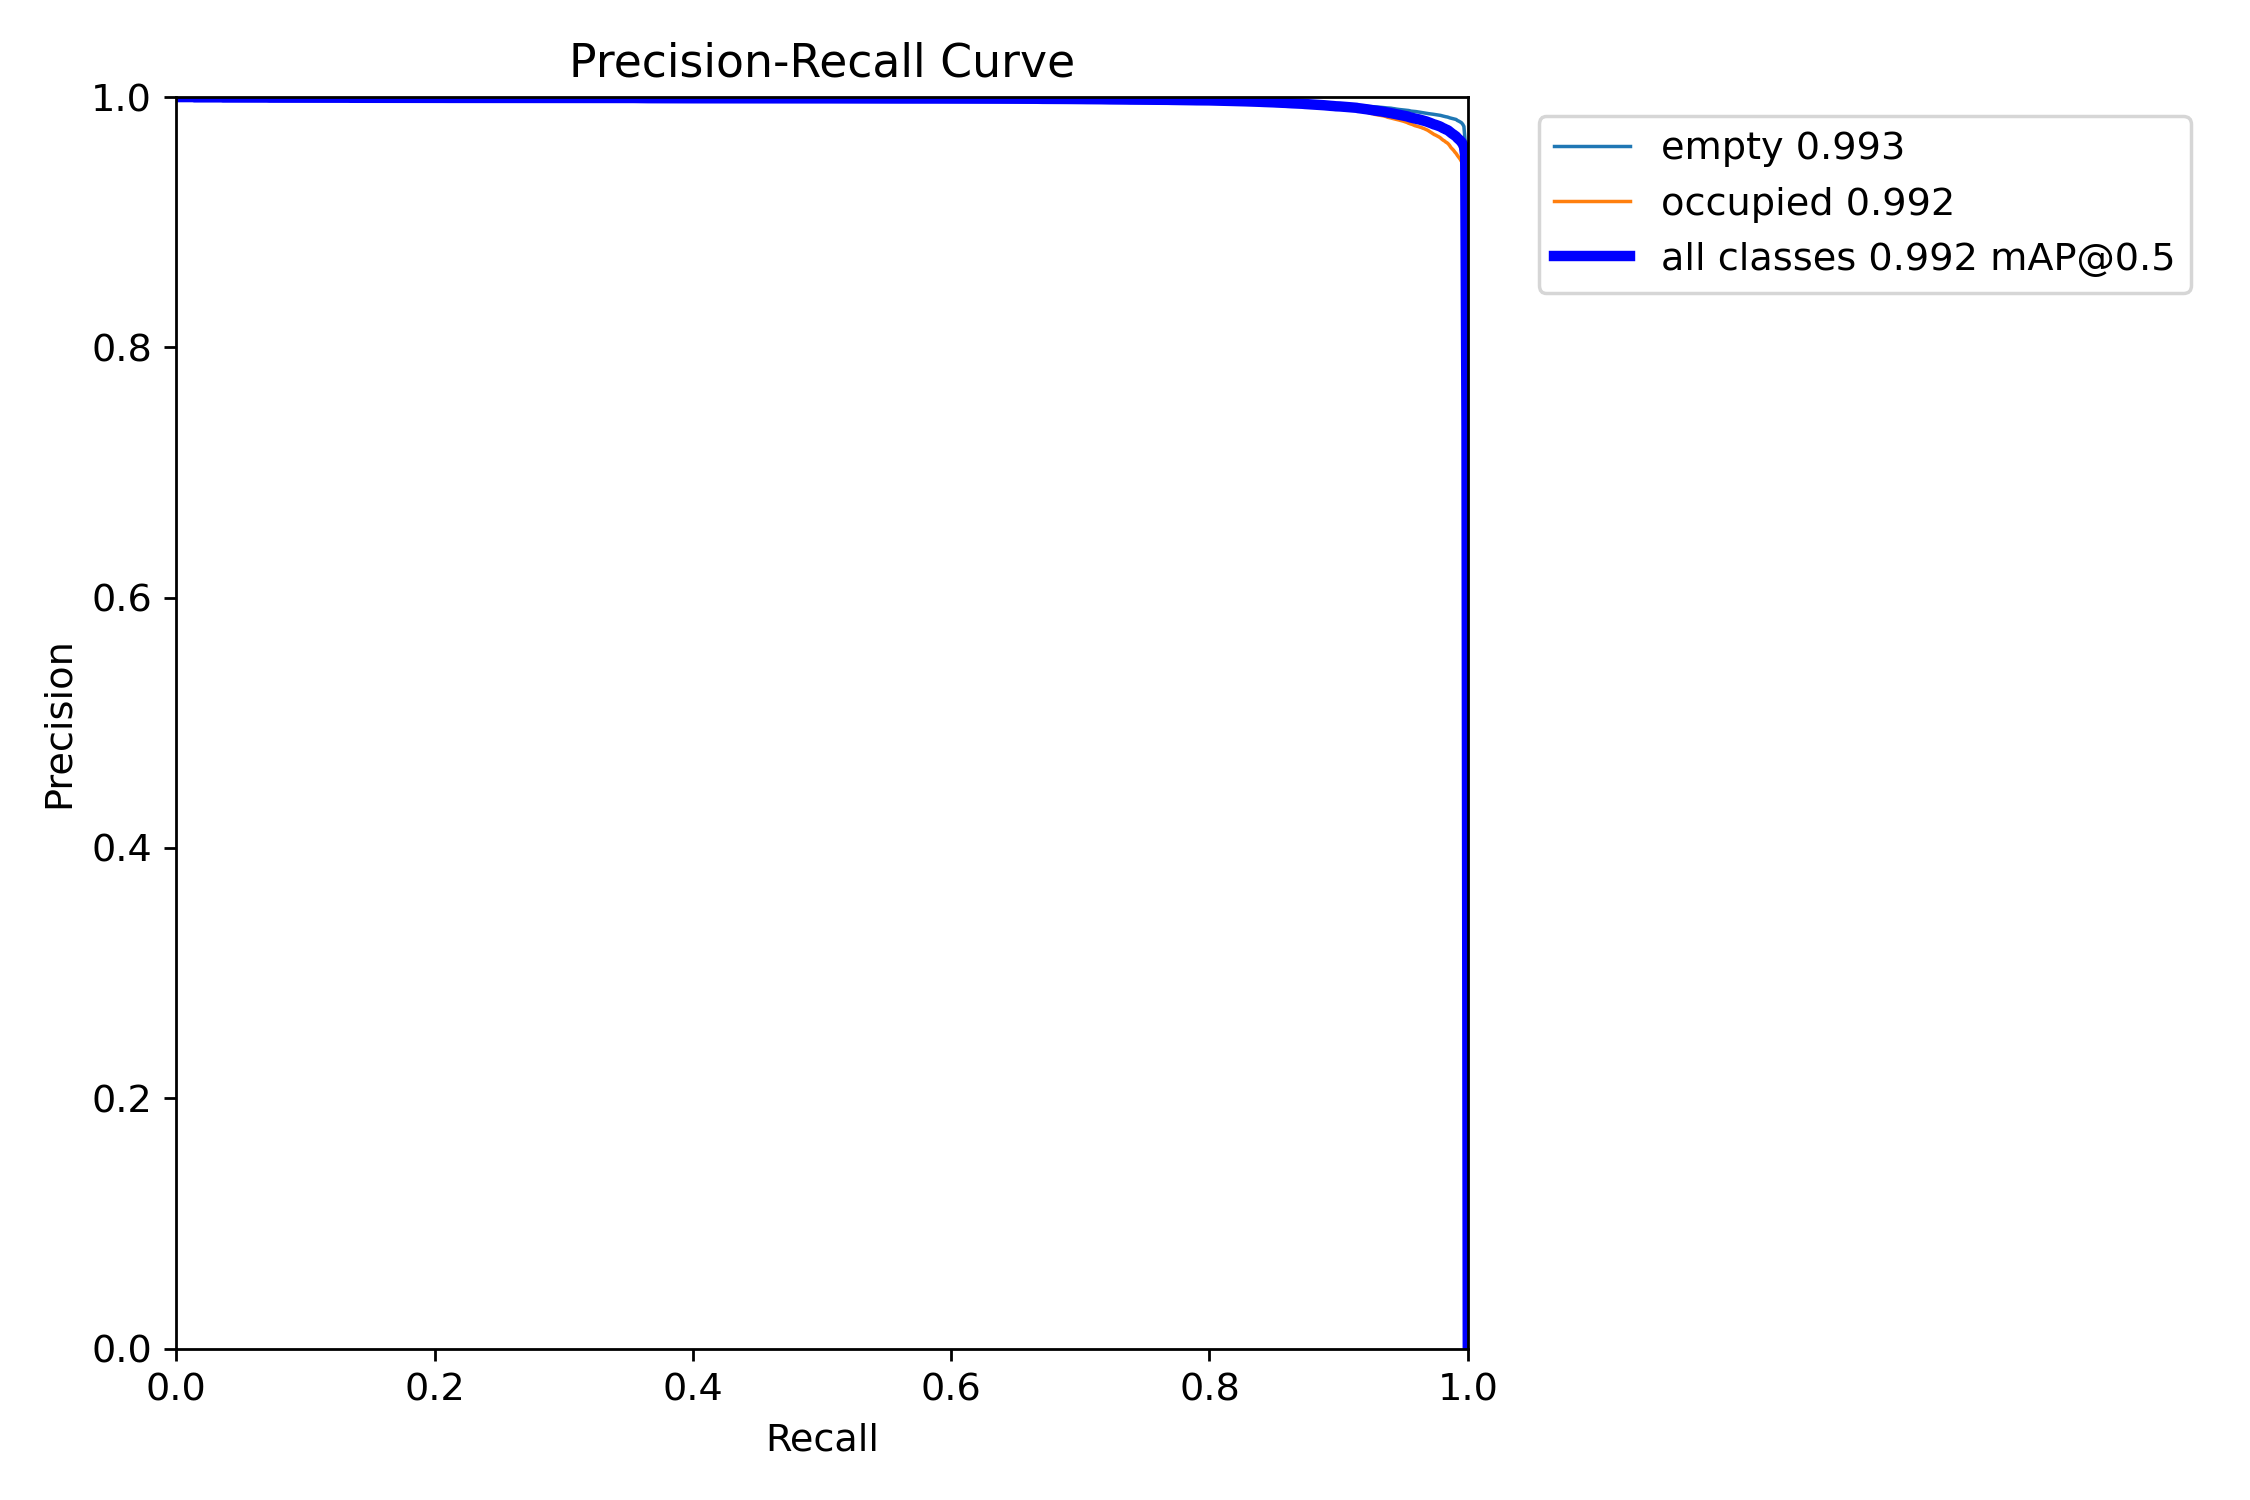 Precision-Recall Curve
1.0
0.8
0.6
0.4
0.2
0.0
Precision
0.0 0.2 0.4 0.6 0.8 1.0
Recall
empty 0.993
occupied 0.992
all classes 0.992 mAP@0.5